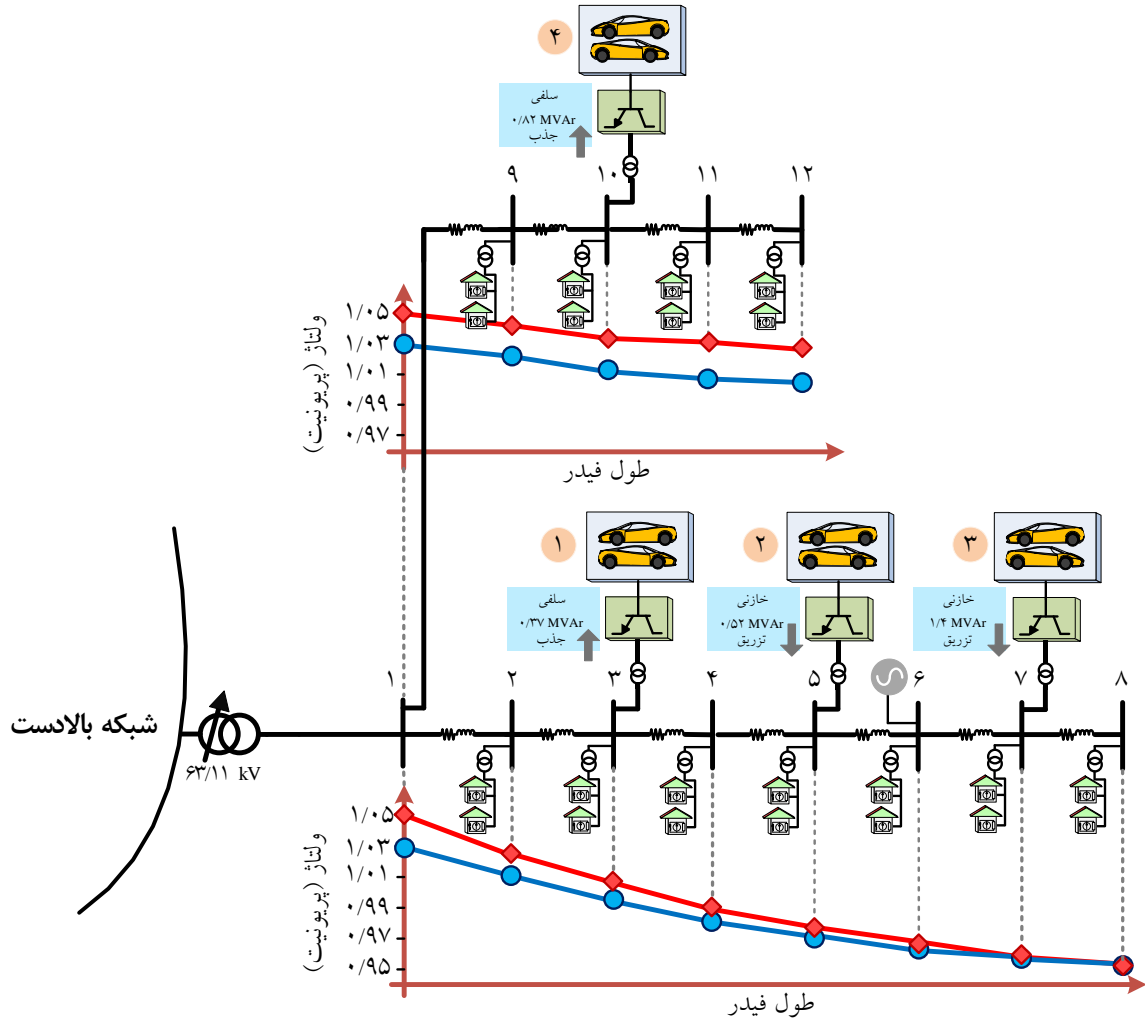 ۴
سلفی
۰/۸۲ MVAr
جذب
۹
۱۰
۱۱
۱۲
۱/۰۵
۱/۰۳
۱/۰۱
۰/۹۹
۰/۹۷
ولتاژ (پریونیت)
طول فیدر
۱
سلفی
۰/۳۷ MVAr
جذب
۲
خازنی
۰/۵۲ MVAr
تزریق
۳
خازنی
۱/۴ MVAr
تزریق
۱
۲
۳
۴
۵
۶
۷
۸
شبکه بالادست
۶۳/۱۱ kV
۱/۰۵
۱/۰۳
۱/۰۱
۰/۹۹
۰/۹۷
۰/۹۵
ولتاژ (پریونیت)
طول فیدر